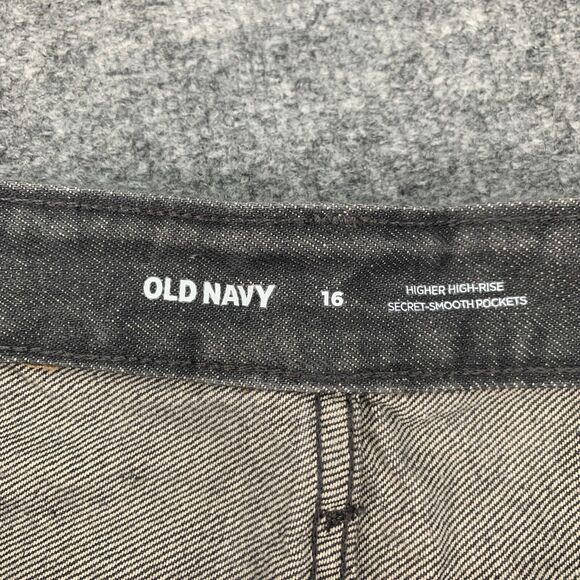 OLD NAVY
16
HIGHER HIGH-RISE
SECRET-SMOOTH POCKETS